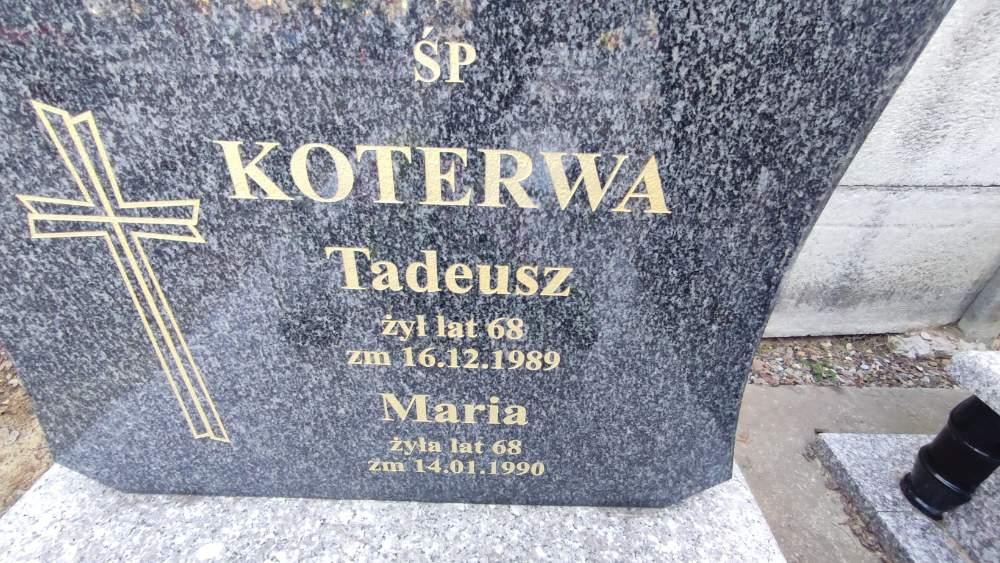 ŚP
KOTERWA
Tadeusz
żył lat 68
zm 16.12.1989
Maria
żyła lat 68
zm 14.01.1990